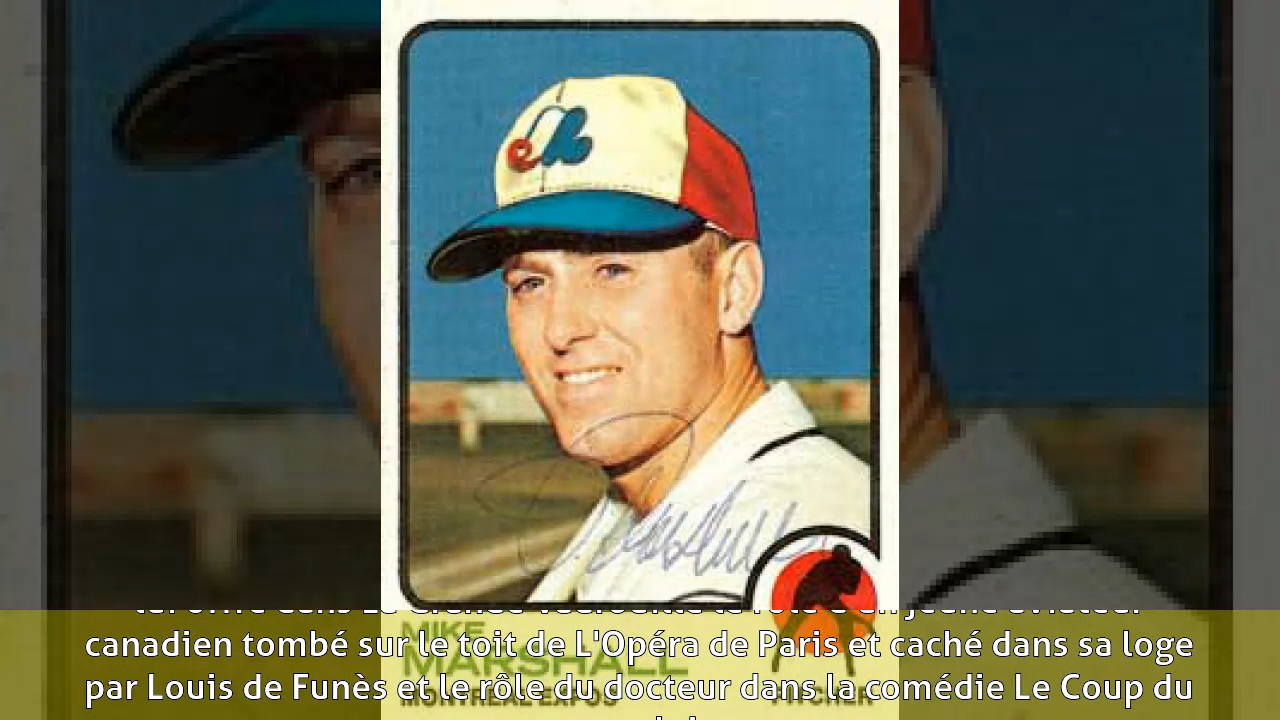 canadien tombé sur le toit de L'Opéra de Paris et caché dans sa loge
par Louis de Funès et le rôle du docteur dans la comédie Le Coup du
MIKE
MARSHALL
MONTREAL EXPOS
PITCHER